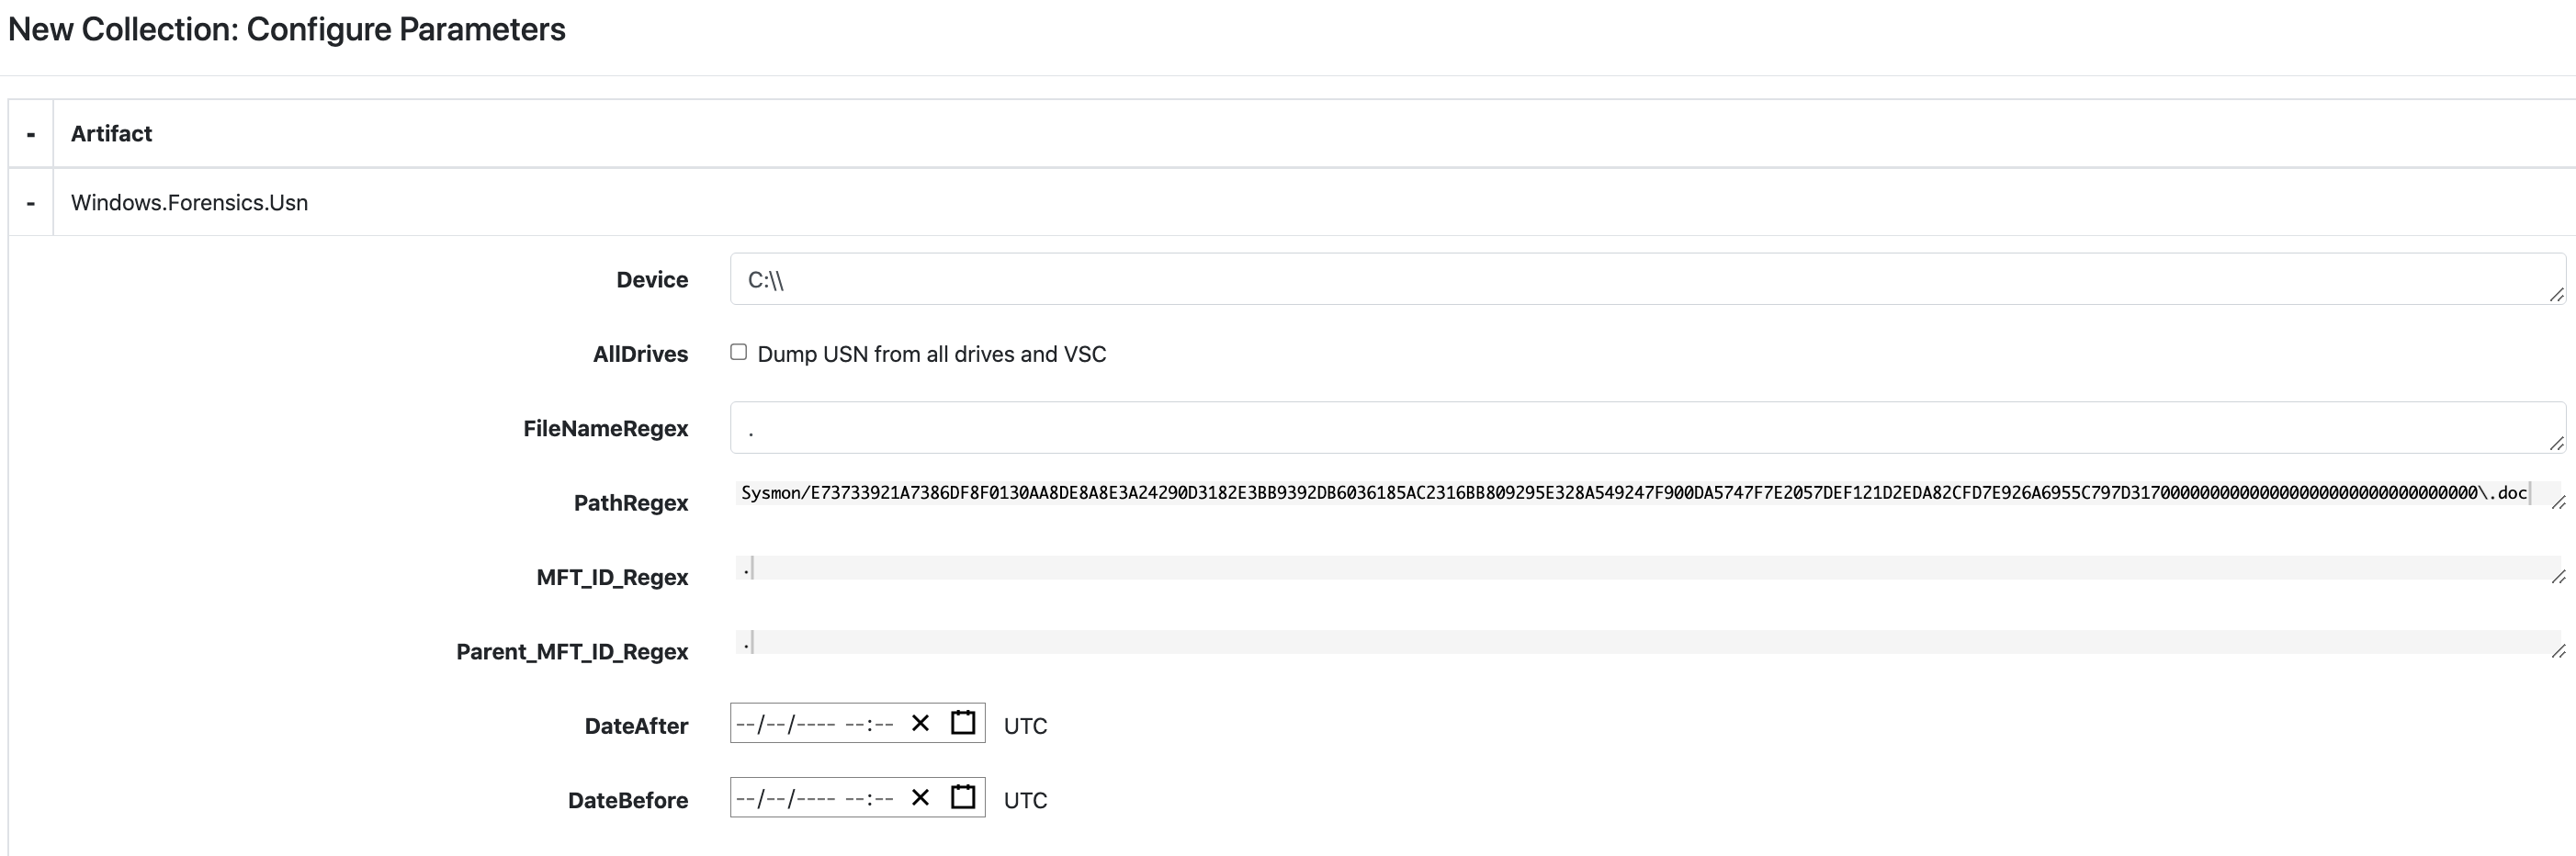 New Collection: Configure Parameters
- Artifact
- Windows.Forensics.Usn
Device C:\\
AllDrives Dump USN from all drives and VSC
FileNameRegex .
PathRegex Sysmon/E73733921A7386DF8F0130AA8DE8A8E3A24290D3182E3BB9392DB6036185AC2316BB809295E328A549247F900DA5747F7E2057DEF121D2EDA82CFD7E926A6955C797D3170000000000000000000000000000\.doc
MFT_ID_Regex .
Parent_MFT_ID_Regex .
DateAfter --/--/---- --:-- UTC
DateBefore --/--/---- --:-- UTC